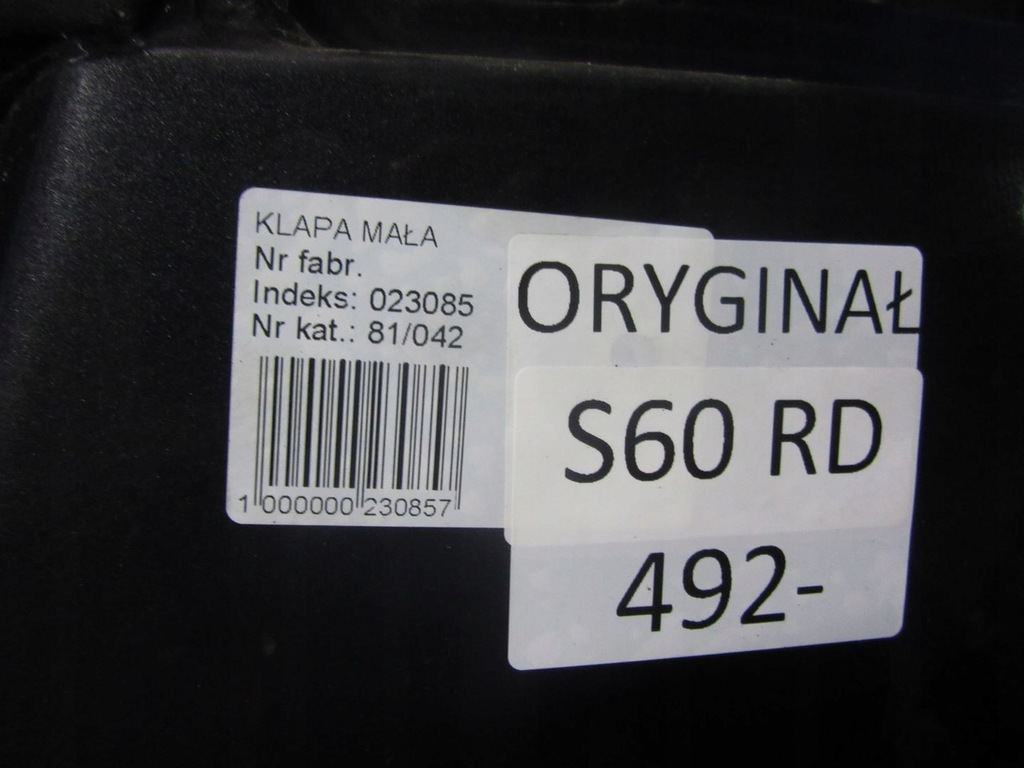 KLAPA MAŁA
Nr fabr.
Indeks: 023085
Nr kat.: 81/042
1 000000 230857
ORYGINAŁ
S60 RD
492-